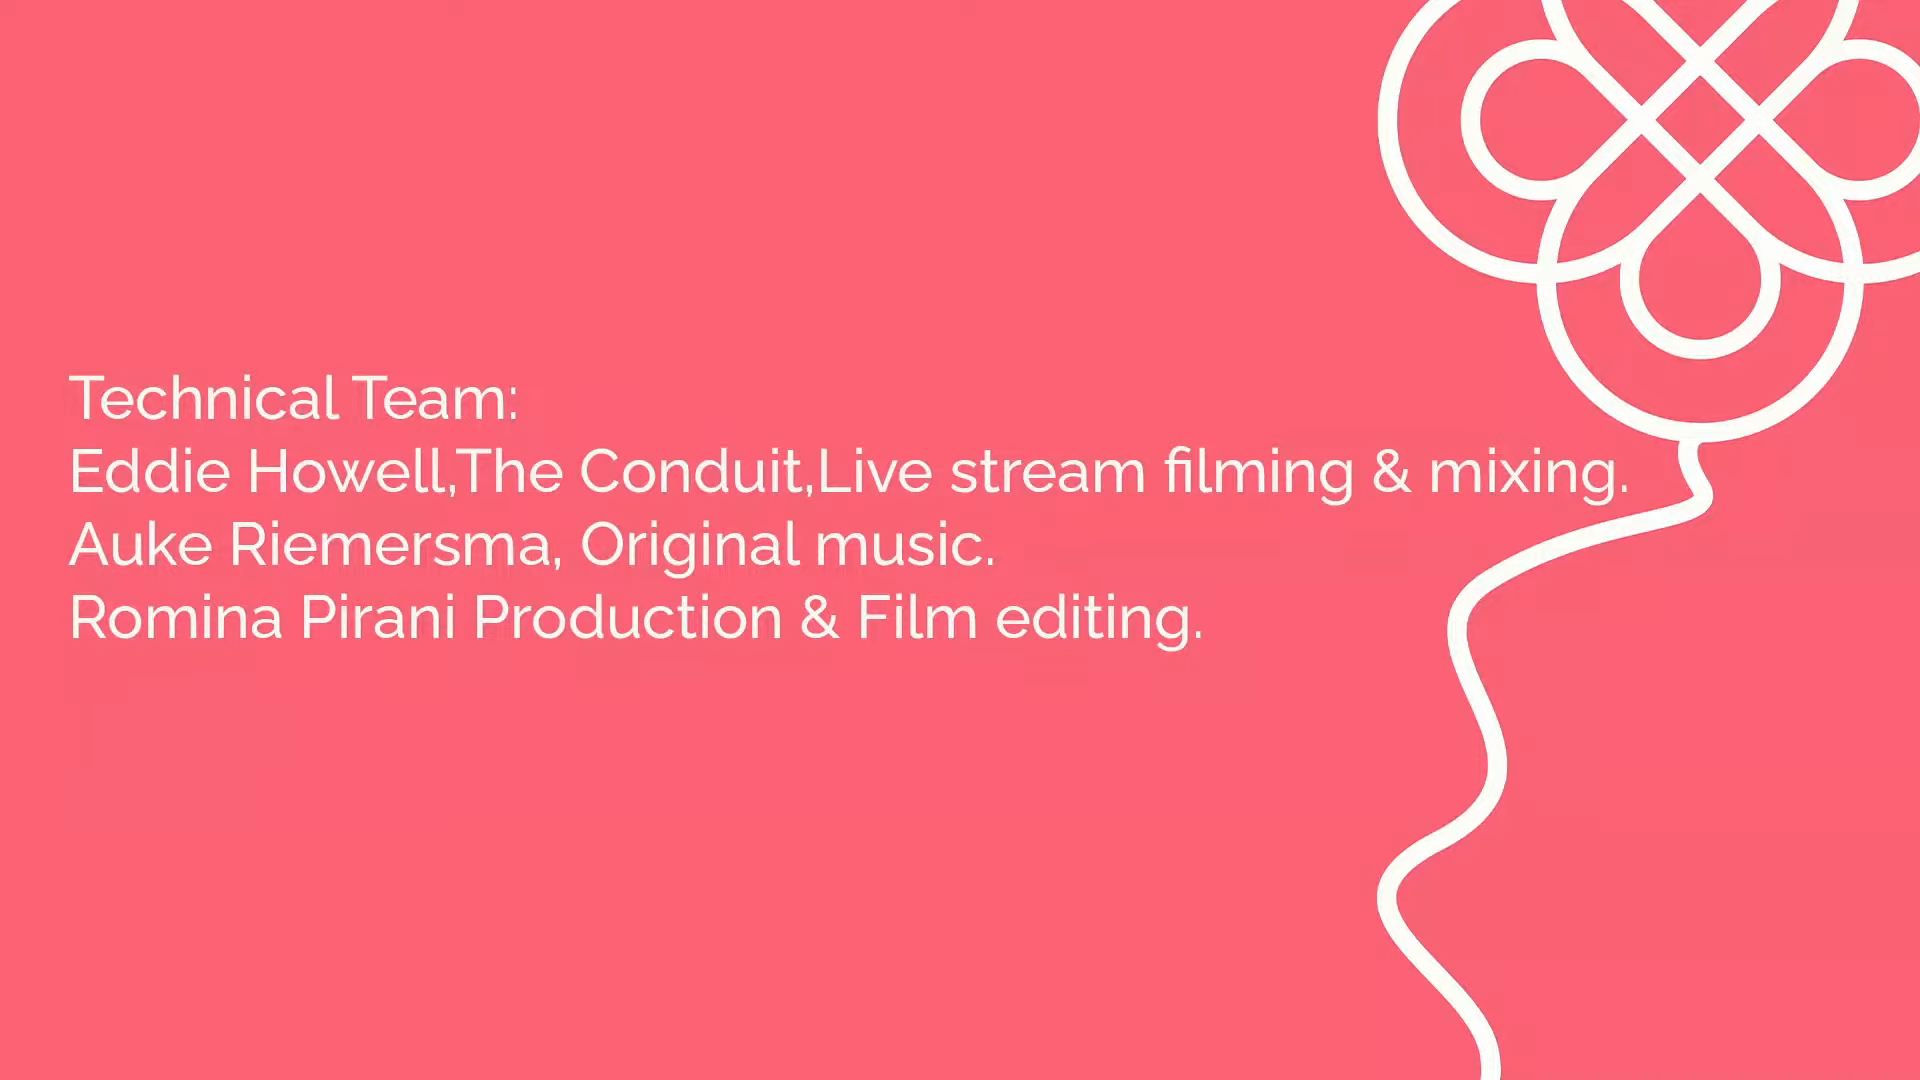 Technical Team:
Eddie Howell,The Conduit,Live stream filming & mixing.
Auke Riemersma, Original music.
Romina Pirani Production & Film editing.